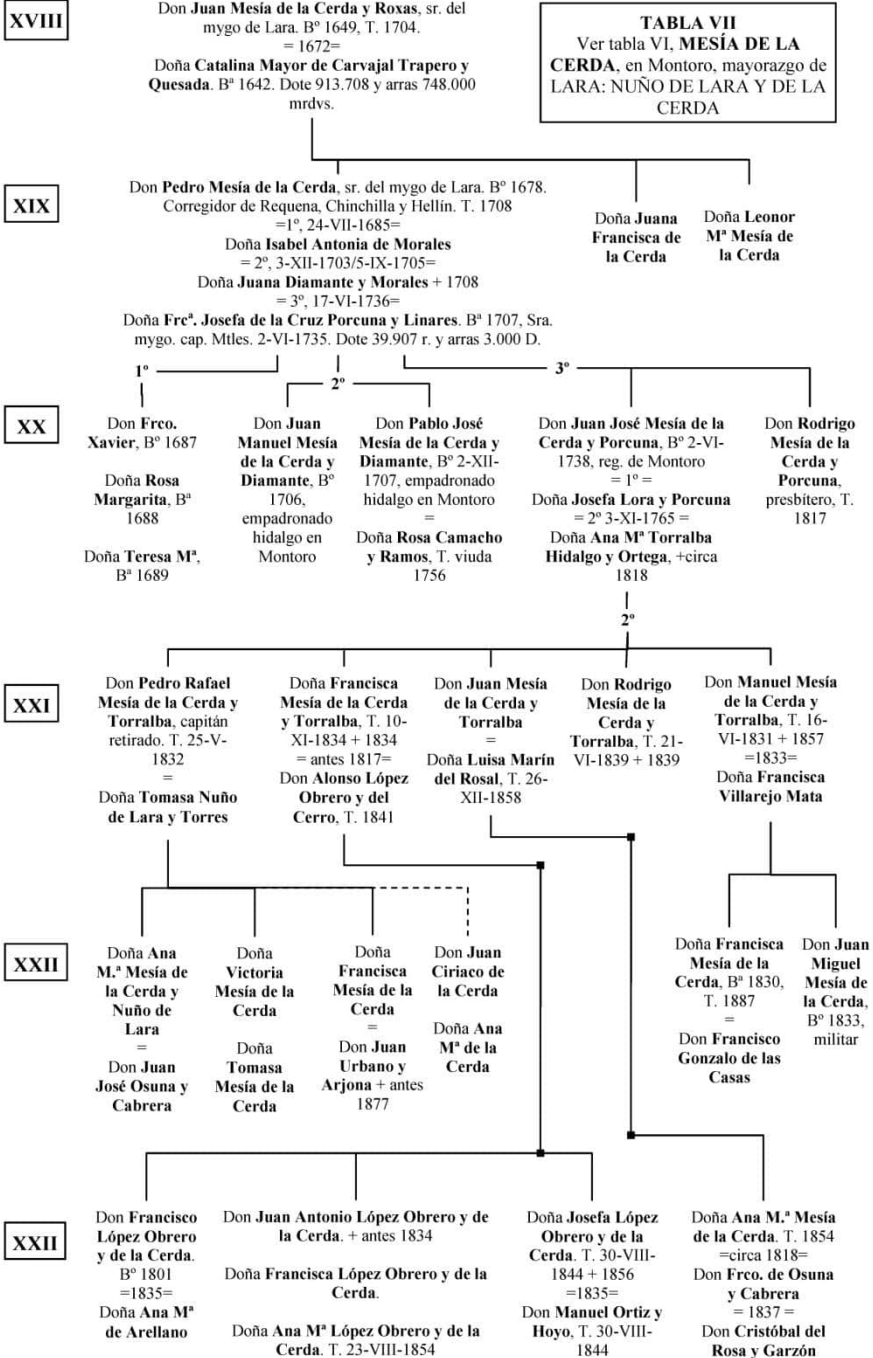 XVIII
Don Juan Mesía de la Cerda y Roxas, sr. del
mygo de Lara. Bº 1649, T. 1704.
= 1672=
Doña Catalina Mayor de Carvajal Trapero y
Quesada. Bª 1642. Dote 913.708 y arras 748.000
mrdvs.
TABLA VII
Ver tabla VI, MESÍA DE LA
CERDA, en Montoro, mayorazgo de
LARA: NUÑO DE LARA Y DE LA
CERDA
XIX
Don Pedro Mesía de la Cerda, sr. del mygo de Lara. Bº 1678.
Corregidor de Requena, Chinchilla y Hellín. T. 1708
=1º, 24-VII-1685=
Doña Isabel Antonia de Morales
= 2º, 3-XII-1703/5-IX-1705=
Doña Juana Diamante y Morales + 1708
= 3º, 17-VI-1736=
Doña Frcª. Josefa de la Cruz Porcuna y Linares. Bª 1707, Sra.
mygo. cap. Mtles. 2-VI-1735. Dote 39.907 r. y arras 3.000 D.
Doña Juana
Francisca de
la Cerda
Doña Leonor
Mª Mesía de
la Cerda
1º
2º
3º
XX
Don Frco.
Xavier, Bº 1687
Doña Rosa
Margarita, Bª
1688
Doña Teresa Mª,
Bª 1689
Don Juan
Manuel Mesía
de la Cerda y
Diamante, Bº
1706,
empadronado
hidalgo en
Montoro
Don Pablo José
Mesía de la Cerda y
Diamante, Bº 2-XII-
1707, empadronado
hidalgo en Montoro
=
Doña Rosa Camacho
y Ramos, T. viuda
1756
Don Juan José Mesía de la
Cerda y Porcuna, Bº 2-VI-
1738, reg. de Montoro
= 1º =
Doña Josefa Lora y Porcuna
= 2º 3-XI-1765 =
Doña Ana Mª Torralba
Hidalgo y Ortega, +circa
1818
Don Rodrigo
Mesía de la
Cerda y
Porcuna,
presbítero, T.
1817
2º
XXI
Don Pedro Rafael
Mesía de la Cerda y
Torralba, capitán
retirado. T. 25-V-
1832
=
Doña Tomasa Nuño
de Lara y Torres
Doña Francisca
Mesía de la Cerda
y Torralba, T. 10-
XI-1834 + 1834
= antes 1817=
Don Alonso López
Obrero y del
Cerro, T. 1841
Don Juan Mesía
de la Cerda y
Torralba
=
Doña Luisa Marín
del Rosal, T. 26-
XII-1858
Don Rodrigo
Mesía de la
Cerda y
Torralba, T. 21-
VI-1839 + 1839
Don Manuel Mesía
de la Cerda y
Torralba, T. 16-
VI-1831 + 1857
=1833=
Doña Francisca
Villarejo Mata
XXII
Doña Ana
M.ª Mesía de
la Cerda y
Nuño de
Lara
=
Don Juan
José Osuna y
Cabrera
Doña
Victoria
Mesía de la
Cerda
Doña
Tomasa
Mesía de la
Cerda
Doña
Francisca
Mesía de la
Cerda
=
Don Juan
Urbano y
Arjona + antes
1877
Don Juan
Ciriaco de
la Cerda
Doña Ana
Mª de la
Cerda
Doña Francisca
Mesía de la
Cerda, Bª 1830,
T. 1887
=
Don Francisco
Gonzalo de las
Casas
Don Juan
Miguel
Mesía de
la Cerda,
Bº 1833,
militar
XXII
Don Francisco
López Obrero
y de la Cerda.
Bº 1801
=1835=
Doña Ana Mª
de Arellano
Don Juan Antonio López Obrero y de
la Cerda. + antes 1834
Doña Francisca López Obrero y de la
Cerda.
Doña Ana Mª López Obrero y de la
Cerda. T. 23-VIII-1854
Doña Josefa López
Obrero y de la
Cerda. T. 30-VIII-
1844 + 1856
=1835=
Don Manuel Ortiz y
Hoyo, T. 30-VIII-
1844
Doña Ana M.ª Mesía
de la Cerda. T. 1854
=circa 1818=
Don Frco. de Osuna
y Cabrera
= 1837 =
Don Cristóbal del
Rosa y Garzón